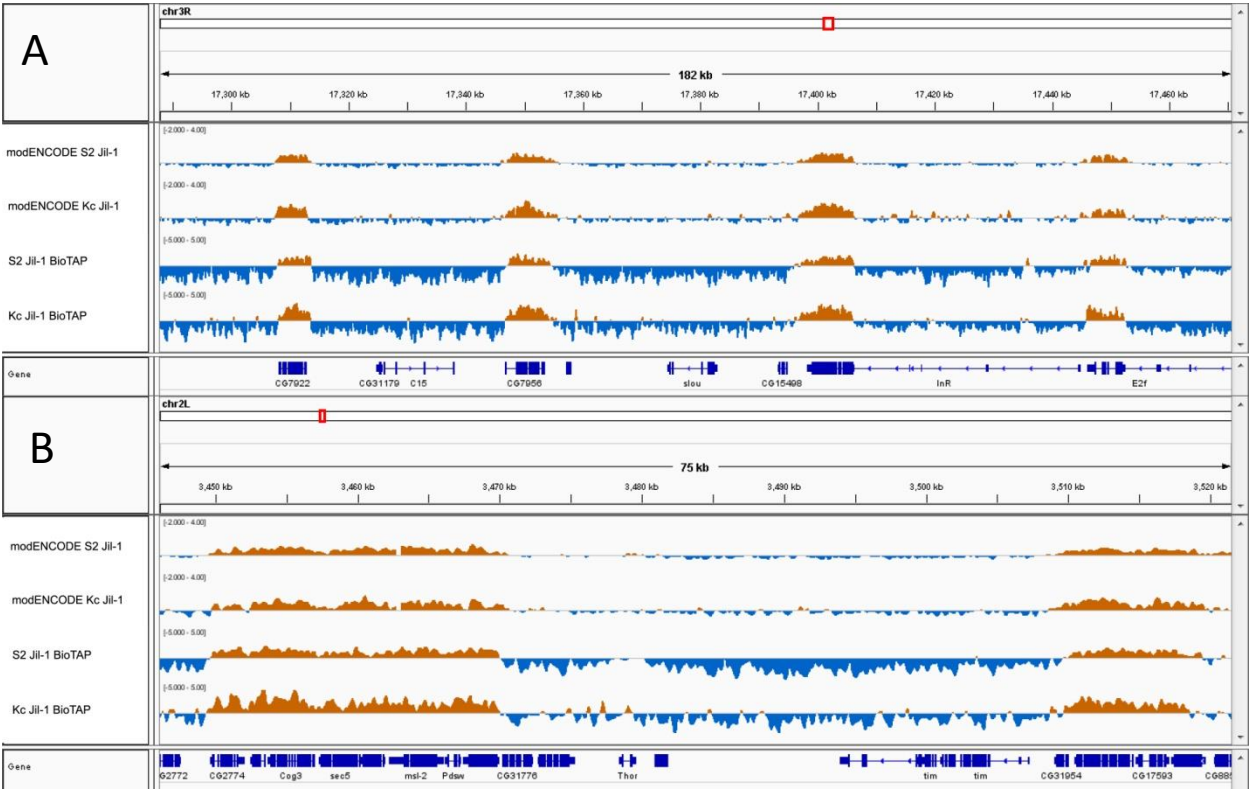 A
chr3R
182 kb
17,300 kb 17,320 kb 17,340 kb 17,360 kb 17,380 kb 17,400 kb 17,420 kb 17,440 kb 17,460 kb
[-2.000 - 4.00]
modENCODE S2 Jil-1
[-2.000 - 4.00]
modENCODE Kc Jil-1
[-5.000 - 5.00]
S2 Jil-1 BioTAP
[-5.000 - 5.00]
Kc Jil-1 BioTAP
Gene
CG7922 CG31179 C15 CG7956 slou CG15498 InR E2f
B
chr2L
75 kb
3,450 kb 3,460 kb 3,470 kb 3,480 kb 3,490 kb 3,500 kb 3,510 kb 3,520 kb
[-2.000 - 4.00]
modENCODE S2 Jil-1
[-2.000 - 4.00]
modENCODE Kc Jil-1
[-5.000 - 5.00]
S2 Jil-1 BioTAP
[-5.000 - 5.00]
Kc Jil-1 BioTAP
Gene
G2772 CG2774 Cog3 sec5 msl-2 Pdsw CG31776 Thor tim tim CG31954 CG17593 CG885